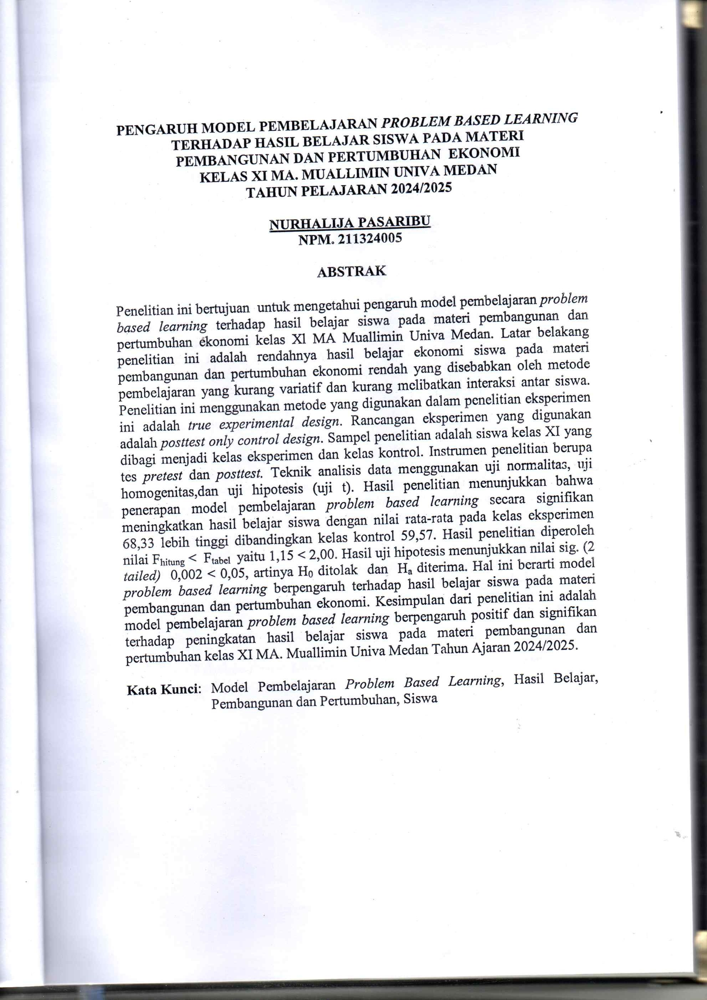 PENGARUH MODEL PEMBELAJARAN PROBLEM BASED LEARNING
TERHADAP HASIL BELAJAR SISWA PADA MATERI
PEMBANGUNAN DAN PERTUMBUHAN EKONOMI
KELAS XI MA. MUALLIMIN UNIVA MEDAN
TAHUN PELAJARAN 2024/2025
NURHALIJA PASARIBU
NPM. 211324005
ABSTRAK
Penelitian ini bertujuan untuk mengetahui pengaruh model pembelajaran problem
based learning terhadap hasil belajar siswa pada materi pembangunan dan
pertumbuhan ekonomi kelas Xl MA Muallimin Univa Medan. Latar belakang
penelitian ini adalah rendahnya hasil belajar ekonomi siswa pada materi
pembangunan dan pertumbuhan ekonomi rendah yang disebabkan oleh metode
pembelajaran yang kurang variatif dan kurang melibatkan interaksi antar siswa.
Penelitian ini menggunakan metode yang digunakan dalam penelitian eksperimen
ini adalah true experimental design. Rancangan eksperimen yang digunakan
adalah posttest only control design. Sampel penelitian adalah siswa kelas XI yang
dibagi menjadi kelas eksperimen dan kelas kontrol. Instrumen penelitian berupa
tes pretest dan posttest. Teknik analisis data menggunakan uji normalitas, uji
homogenitas,dan uji hipotesis (uji t). Hasil penelitian menunjukkan bahwa
penerapan model pembelajaran problem based learning secara signifikan
meningkatkan hasil belajar siswa dengan nilai rata-rata pada kelas eksperimen
68,33 lebih tinggi dibandingkan kelas kontrol 59,57. Hasil penelitian diperoleh
nilai Fhitung < Ftabel yaitu 1,15 < 2,00. Hasil uji hipotesis menunjukkan nilai sig. (2
tailed) 0,002 < 0,05, artinya H0 ditolak dan Ha diterima. Hal ini berarti model
problem based learning berpengaruh terhadap hasil belajar siswa pada materi
pembangunan dan pertumbuhan ekonomi. Kesimpulan dari penelitian ini adalah
model pembelajaran problem based learning berpengaruh positif dan signifikan
terhadap peningkatan hasil belajar siswa pada materi pembangunan dan
pertumbuhan kelas XI MA. Muallimin Univa Medan Tahun Ajaran 2024/2025.
Kata Kunci: Model Pembelajaran Problem Based Learning, Hasil Belajar,
Pembangunan dan Pertumbuhan, Siswa